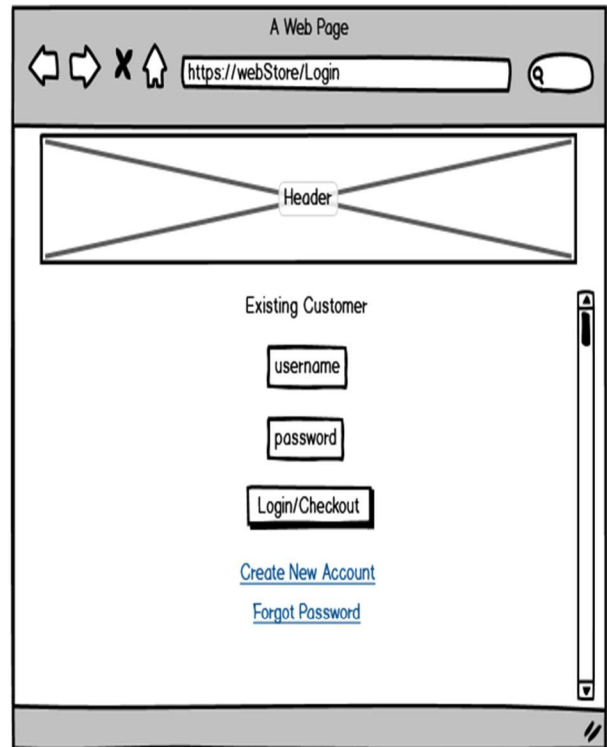 A Web Page
https://webStore/Login
Header
Existing Customer
username
password
Login/Checkout
Create New Account
Forgot Password